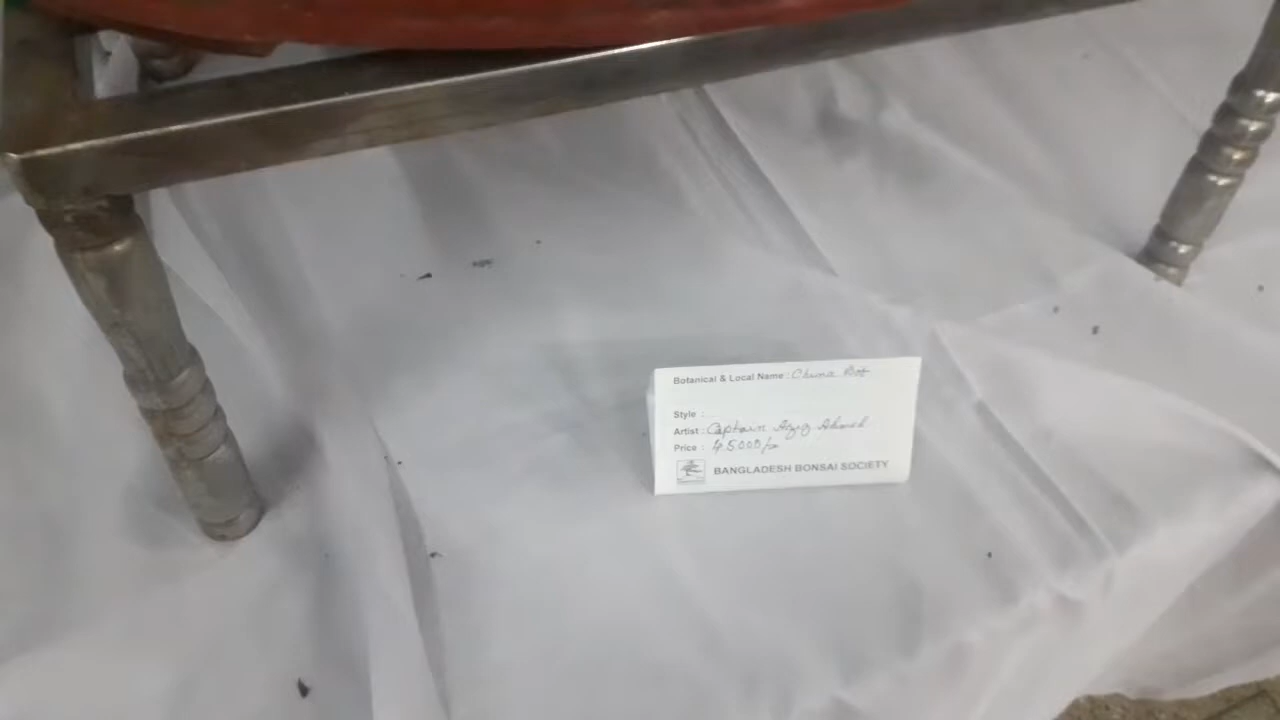 Botanical & Local Name : China Bot
Style :
Artist : Captain Aziz Ahmed
Price : 45000/=
BANGLADESH BONSAI SOCIETY